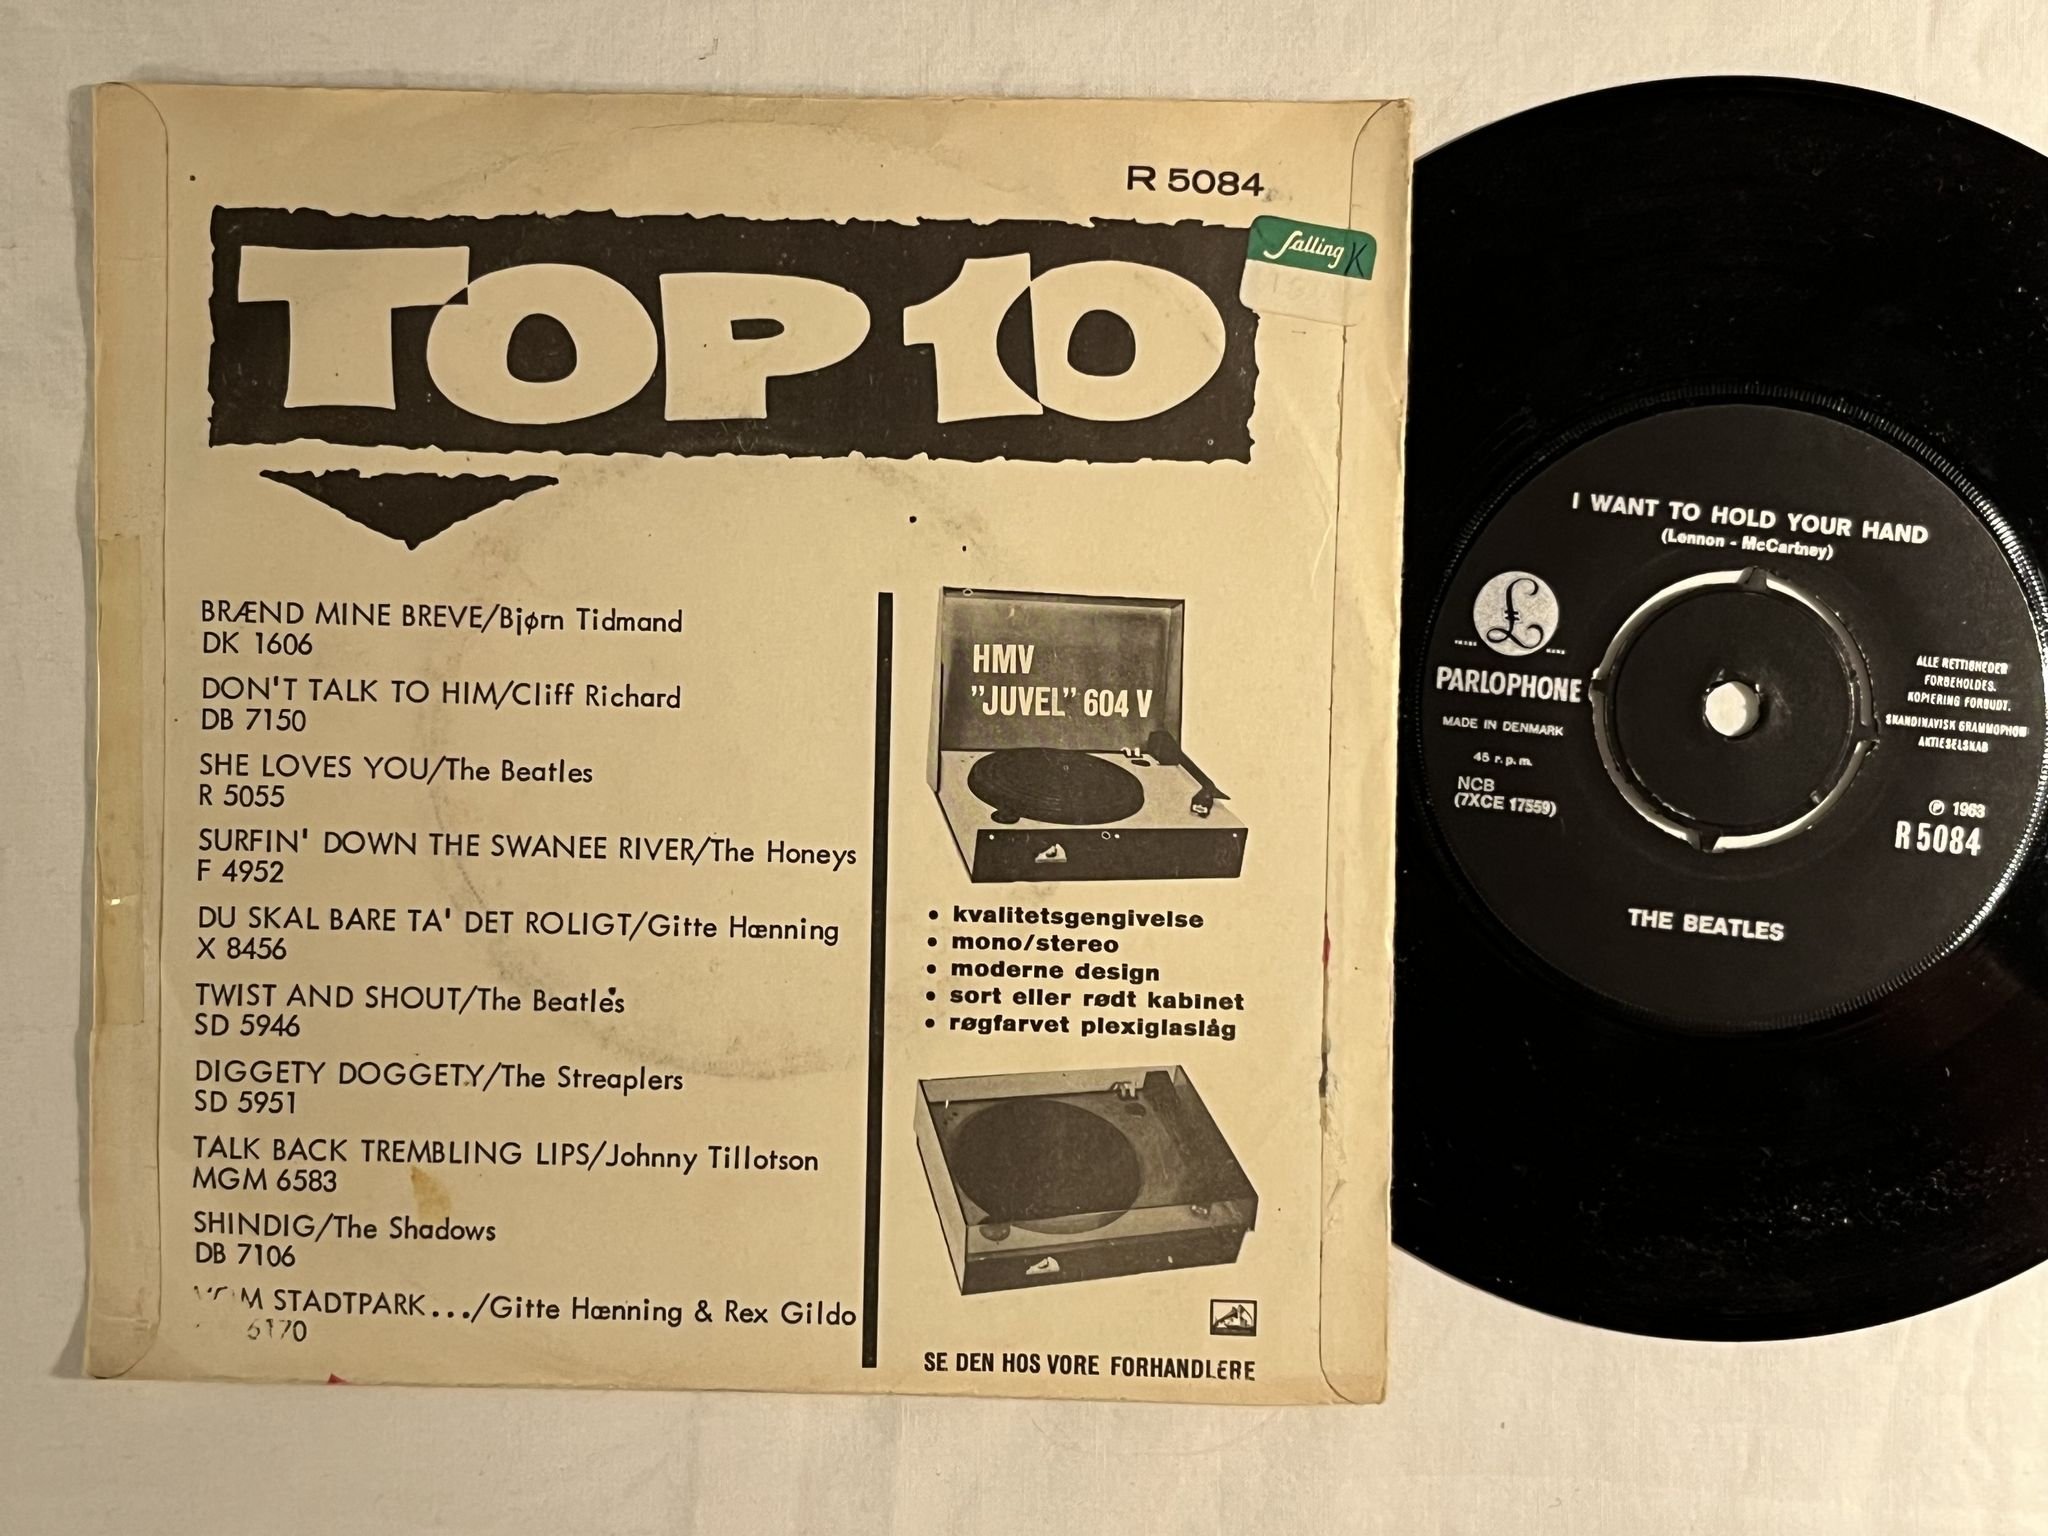 R 5084
Salling K
TOP 10
BRÆND MINE BREVE/Bjørn Tidmand
DK 1606
DON'T TALK TO HIM/Cliff Richard
DB 7150
SHE LOVES YOU/The Beatles
R 5055
SURFIN' DOWN THE SWANEE RIVER/The Honeys
F 4952
DU SKAL BARE TA' DET ROLIGT/Gitte Hænning
X 8456
TWIST AND SHOUT/The Beatles
SD 5946
DIGGETY DOGGETY/The Streaplers
SD 5951
TALK BACK TREMBLING LIPS/Johnny Tillotson
MGM 6583
SHINDIG/The Shadows
DB 7106
STADTPARK.../Gitte Hænning & Rex Gildo
6170
HMV
"JUVEL" 604 V
• kvalitetsgengivelse
• mono/stereo
• moderne design
• sort eller rødt kabinet
• røgfarvet plexiglaslåg
SE DEN HOS VORE FORHANDLERE
I WANT TO HOLD YOUR HAND
(Lennon - McCartney)
£
PARLOPHONE
MADE IN DENMARK
45 r.p.m.
NCB
(7XCE 17559)
ALLE RETTIGHEDER
FORBEHOLDES.
KOPIERING FORBUDT.
SKANDINAVISK GRAMMOPHON
AKTIESELSKAB
℗ 1963
R 5084
THE BEATLES